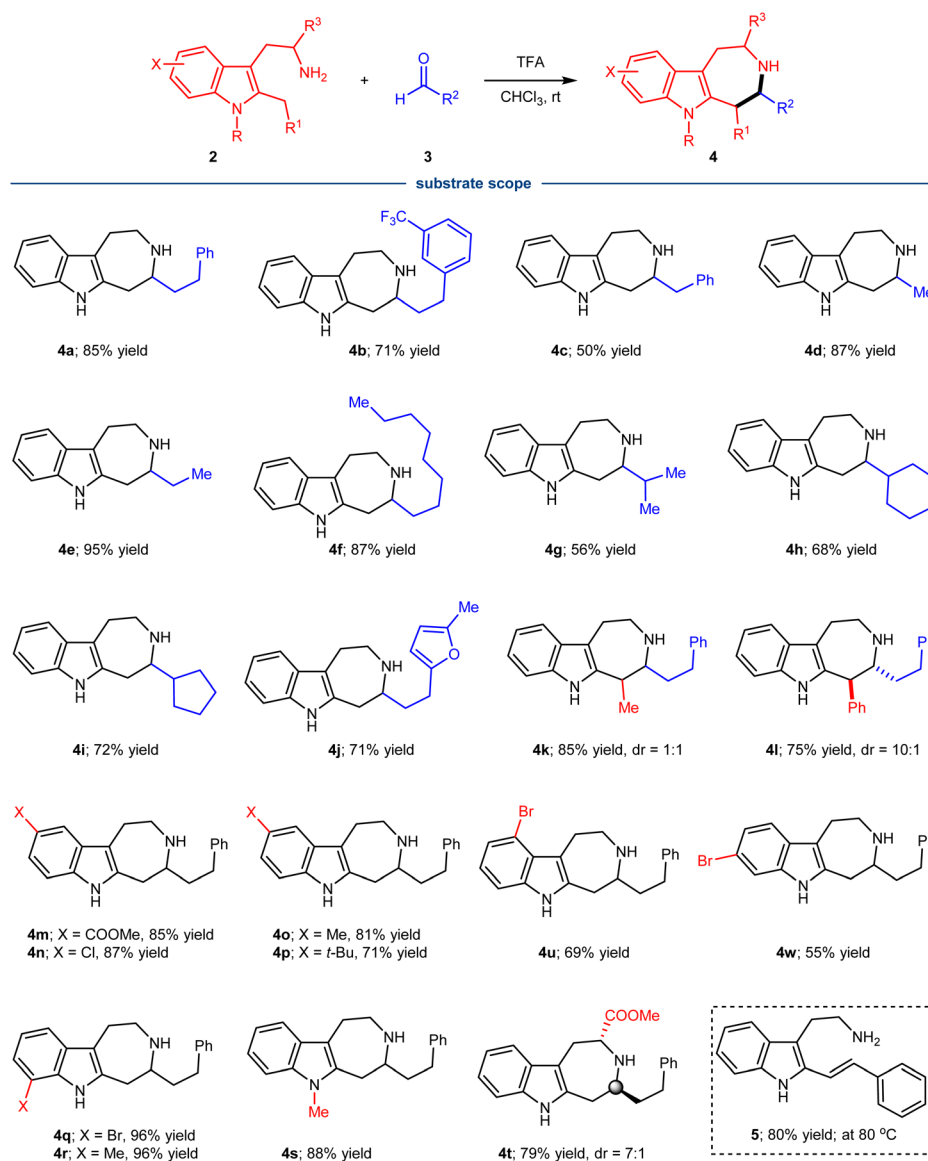 R³
X
NH₂
N
R
R¹
2
+
O
H
R²
3
TFA
CHCl₃, rt
R³
X
NH
R²
N
R
R¹
4
substrate scope
NH
Ph
N
H
4a; 85% yield
F₃C
NH
N
H
4b; 71% yield
NH
Ph
N
H
4c; 50% yield
NH
Me
N
H
4d; 87% yield
NH
Me
N
H
4e; 95% yield
Me
NH
N
H
4f; 87% yield
NH
Me
N
H
Me
4g; 56% yield
NH
N
H
4h; 68% yield
NH
N
H
4i; 72% yield
Me
O
NH
N
H
4j; 71% yield
NH
Ph
N
H
Me
4k; 85% yield, dr = 1:1
NH
P
N
H
Ph
4l; 75% yield, dr = 10:1
X
NH
Ph
N
H
4m; X = COOMe, 85% yield
4n; X = Cl, 87% yield
X
NH
Ph
N
H
4o; X = Me, 81% yield
4p; X = t-Bu, 71% yield
Br
NH
Ph
N
H
4u; 69% yield
Br
NH
P
N
H
4w; 55% yield
NH
Ph
X
N
H
4q; X = Br, 96% yield
4r; X = Me, 96% yield
NH
Ph
N
Me
4s; 88% yield
COOMe
NH
Ph
N
H
4t; 79% yield, dr = 7:1
NH₂
N
H
5; 80% yield; at 80 °C